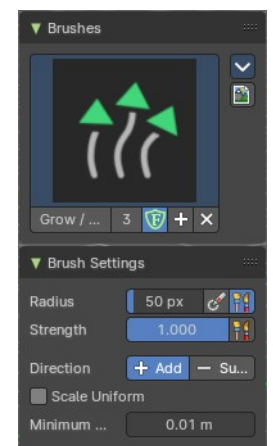 Brushes
Grow / ...
3
F
Brush Settings
Radius 50 px
Strength 1.000
Direction + Add − Su...
Scale Uniform
Minimum ... 0.01 m